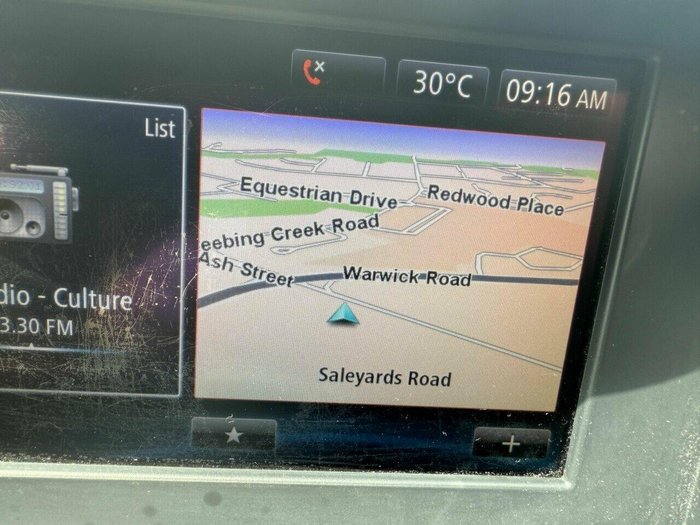 30°C
09:16 AM
List
Equestrian Drive
Redwood Place
eebing Creek Road
Ash Street
Warwick Road
dio - Culture
3.30 FM
Saleyards Road